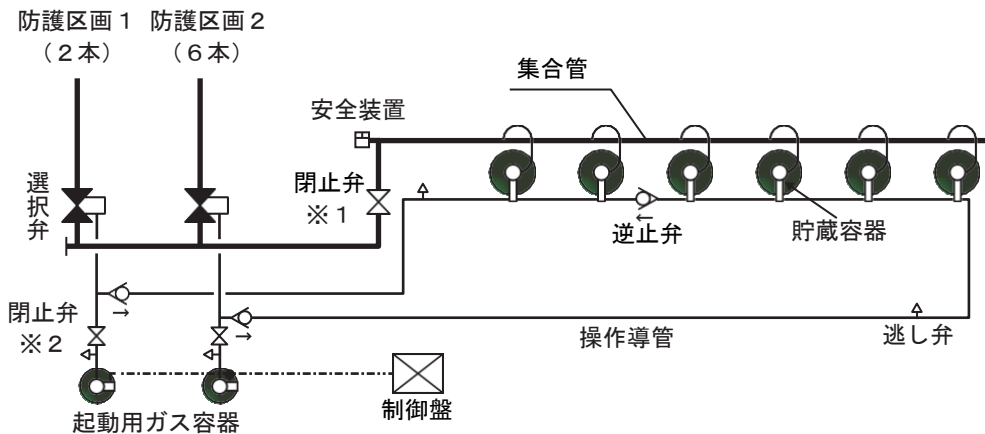 防護区画1
(2本)
防護区画2
(6本)
集合管
安全装置
選択弁
閉止弁
※1
逆止弁
貯蔵容器
閉止弁
※2
操作導管
逃し弁
制御盤
起動用ガス容器